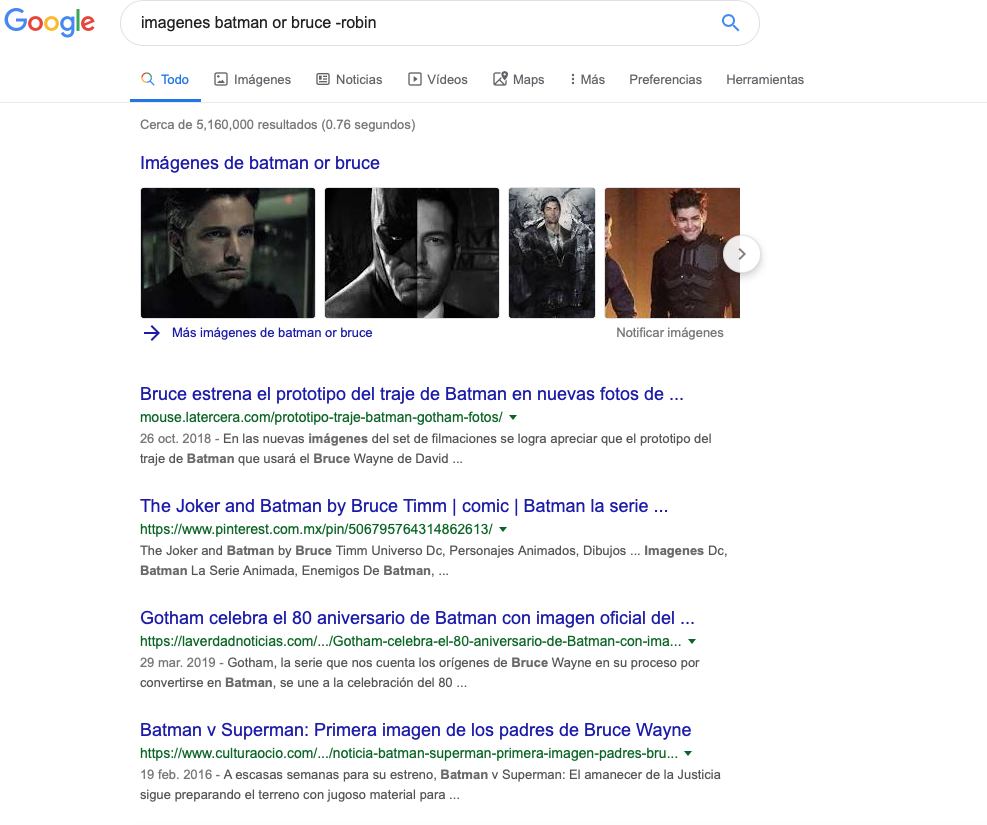 Google
imagenes batman or bruce -robin
Todo Imágenes Noticias Vídeos Maps Más Preferencias Herramientas
Cerca de 5,160,000 resultados (0.76 segundos)
Imágenes de batman or bruce
Más imágenes de batman or bruce Notificar imágenes
Bruce estrena el prototipo del traje de Batman en nuevas fotos de ...
mouse.latercera.com/prototipo-traje-batman-gotham-fotos/
26 oct. 2018 - En las nuevas imágenes del set de filmaciones se logra apreciar que el prototipo del
traje de Batman que usará el Bruce Wayne de David ...
The Joker and Batman by Bruce Timm | comic | Batman la serie ...
https://www.pinterest.com.mx/pin/506795764314862613/
The Joker and Batman by Bruce Timm Universo Dc, Personajes Animados, Dibujos ... Imagenes Dc,
Batman La Serie Animada, Enemigos De Batman, ...
Gotham celebra el 80 aniversario de Batman con imagen oficial del ...
https://laverdadnoticias.com/.../Gotham-celebra-el-80-aniversario-de-Batman-con-ima...
29 mar. 2019 - Gotham, la serie que nos cuenta los orígenes de Bruce Wayne en su proceso por
convertirse en Batman, se une a la celebración del 80 ...
Batman v Superman: Primera imagen de los padres de Bruce Wayne
https://www.culturaocio.com/.../noticia-batman-superman-primera-imagen-padres-bru...
19 feb. 2016 - A escasas semanas para su estreno, Batman v Superman: El amanecer de la Justicia
sigue preparando el terreno con jugoso material para ...